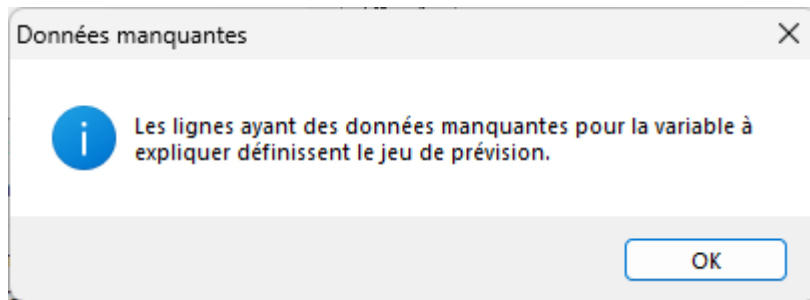 Données manquantes
Les lignes ayant des données manquantes pour la variable à
expliquer définissent le jeu de prévision.
OK